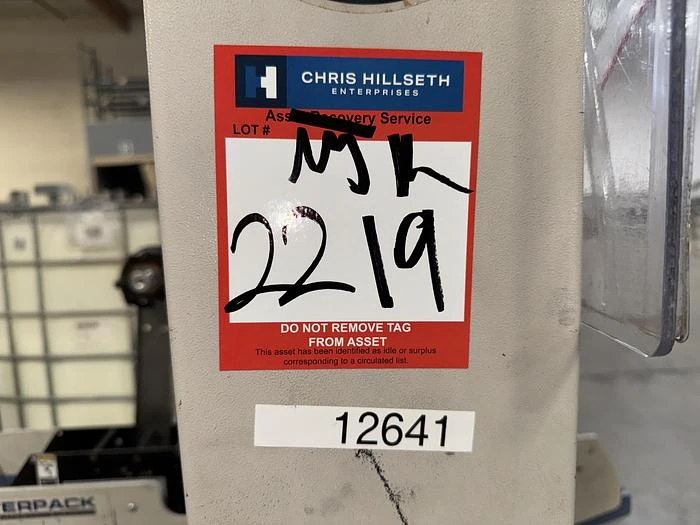 CHRIS HILLSETH
ENTERPRISES
Asset Recovery Service
LOT #
NJK
2219
DO NOT REMOVE TAG
FROM ASSET
This asset has been identified as idle or surplus
corresponding to a circulated list.
12641
ERPACK